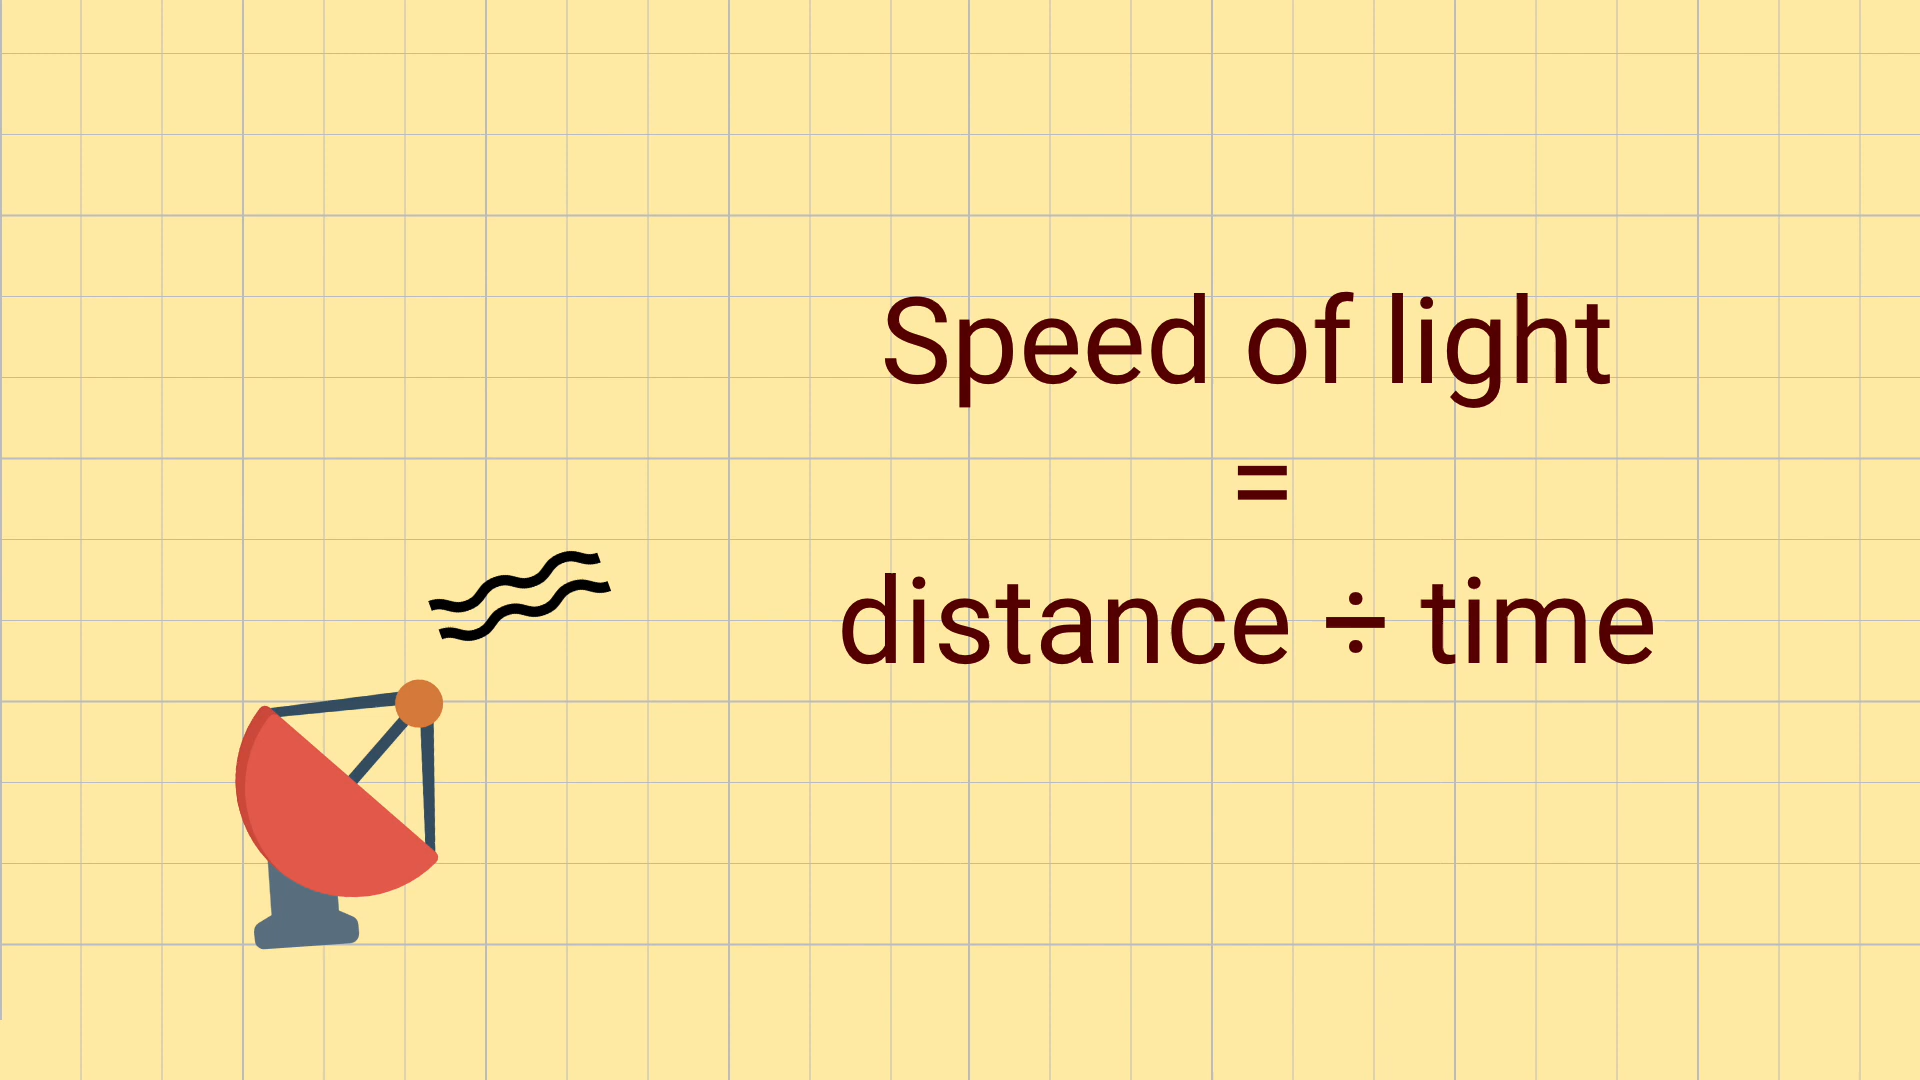 Speed of light
=
distance ÷ time